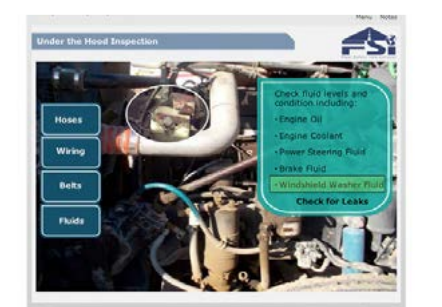 Menu Notes
Under the Hood Inspection
FSi
Check fluid levels and
condition including:
• Engine Oil
• Engine Coolant
• Power Steering Fluid
• Brake Fluid
• Windshield Washer Fluid
Check for Leaks
Hoses
Wiring
Belts
Fluids